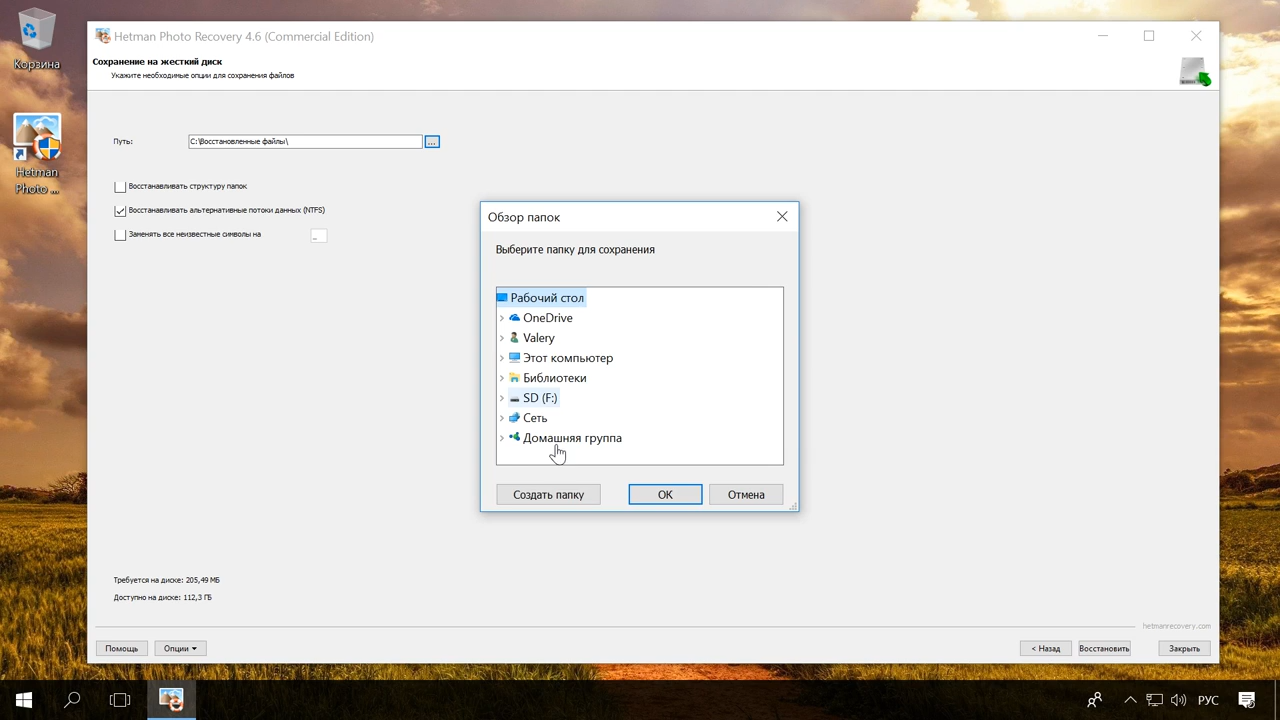 Корзина
Hetman
Photo ...
Hetman Photo Recovery 4.6 (Commercial Edition)
Сохранение на жесткий диск
Укажите необходимые опции для сохранения файлов
Путь:
C:\Восстановленные файлы\
...
Восстанавливать структуру папок
Восстанавливать альтернативные потоки данных (NTFS)
Заменять все неизвестные символы на
_
Обзор папок
Выберите папку для сохранения
Рабочий стол
OneDrive
Valery
Этот компьютер
Библиотеки
SD (F:)
Сеть
Домашняя группа
Создать папку
ОК
Отмена
Требуется на диске: 205,49 МБ
Доступно на диске: 112,3 ГБ
hetmanrecovery.com
Помощь
Опции
< Назад
Восстановить
Закрыть
РУС